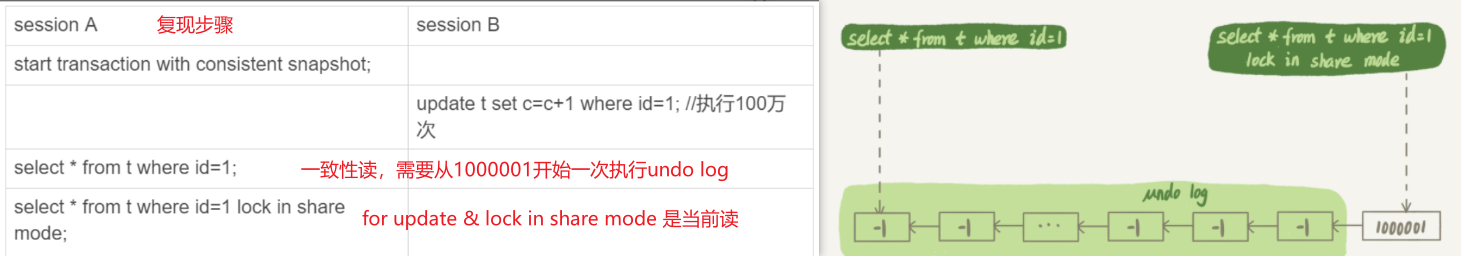 session A
复现步骤
session B
start transaction with consistent snapshot;
update t set c=c+1 where id=1; //执行100万
次
select * from t where id=1;
一致性读，需要从1000001开始一次执行undo log
select * from t where id=1 lock in share
mode;
for update & lock in share mode 是当前读
select * from t where id=1
select * from t where id=1
lock in share mode
undo log
-1
-1
...
-1
-1
-1
1000001